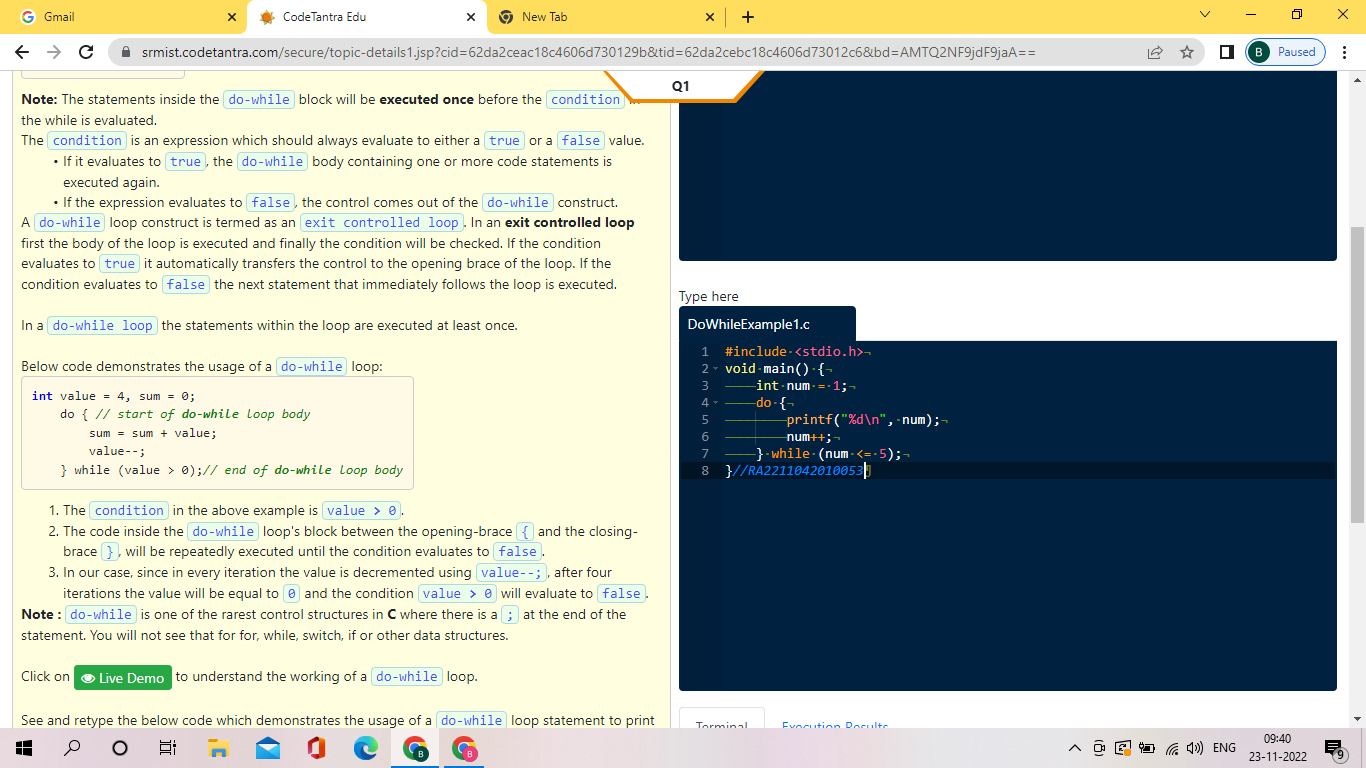 Gmail
CodeTantra Edu
New Tab
srmist.codetantra.com/secure/topic-details1.jsp?cid=62da2ceac18c4606d730129b&tid=62da2cebc18c4606d73012c6&bd=AMTQ2NF9jdF9jaA==
B Paused
Q1
Note: The statements inside the do-while block will be executed once before the condition in
the while is evaluated.
The condition is an expression which should always evaluate to either a true or a false value.
• If it evaluates to true, the do-while body containing one or more code statements is
executed again.
• If the expression evaluates to false, the control comes out of the do-while construct.
A do-while loop construct is termed as an exit controlled loop. In an exit controlled loop
first the body of the loop is executed and finally the condition will be checked. If the condition
evaluates to true it automatically transfers the control to the opening brace of the loop. If the
condition evaluates to false the next statement that immediately follows the loop is executed.
In a do-while loop the statements within the loop are executed at least once.
Below code demonstrates the usage of a do-while loop:
int value = 4, sum = 0;
do { // start of do-while loop body
sum = sum + value;
value--;
} while (value > 0);// end of do-while loop body
1. The condition in the above example is value > 0.
2. The code inside the do-while loop's block between the opening-brace { and the closing-
brace }, will be repeatedly executed until the condition evaluates to false.
3. In our case, since in every iteration the value is decremented using value--;, after four
iterations the value will be equal to 0 and the condition value > 0 will evaluate to false.
Note : do-while is one of the rarest control structures in C where there is a ; at the end of the
statement. You will not see that for for, while, switch, if or other data structures.
Click on Live Demo to understand the working of a do-while loop.
See and retype the below code which demonstrates the usage of a do-while loop statement to print
Type here
DoWhileExample1.c
1 #include <stdio.h>
2 void main() {
3 int num = 1;
4 do {
5 printf("%d\n", num);
6 num++;
7 } while (num <= 5);
8 }//RA2211042010053
Terminal
Execution Results
B
B
ENG
09:40
23-11-2022
9